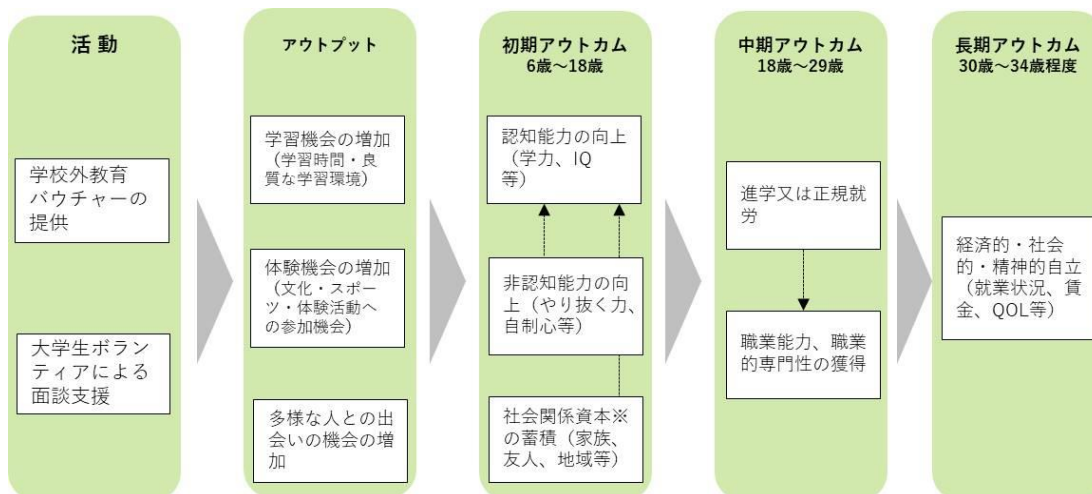 活 動
学校外教育
バウチャーの
提供
大学生ボラン
ティアによる
面談支援
アウトプット
学習機会の増加
（学習時間・良
質な学習環境）
体験機会の増加
（文化・スポー
ツ・体験活動へ
の参加機会）
多様な人との出
会いの機会の増
加
初期アウトカム
6歳～18歳
認知能力の向上
（学力、IQ
等）
非認知能力の向
上（やり抜く力、
自制心等）
社会関係資本※
の蓄積（家族、
友人、地域等）
中期アウトカム
18歳～29歳
進学又は正規就
労
職業能力、職業
的専門性の獲得
長期アウトカム
30歳～34歳程度
経済的・社会
的・精神的自立
（就業状況、賃
金、QOL等）